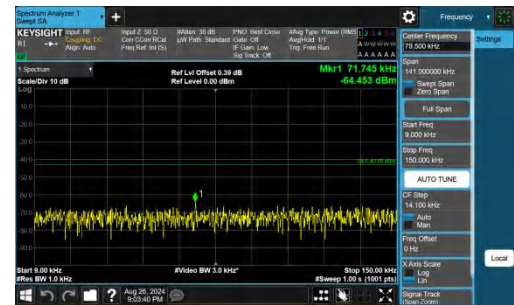 Spectrum Analyzer 1
Swept SA
+
Frequency
KEYSIGHT
Input: RF
Coupling: DC
Align: Auto
Input Z: 50 Ω
Corr CCorr RCal
Freq Ref: Int (S)
#Atten: 30 dB
µW Path: Standard
PNO: Best Close
Gate: Off
IF Gain: Low
Sig Track: Off
#Avg Type: Power (RMS)
Avg|Hold: 1/1
Trig: Free Run
Center Frequency
79.500 kHz
Settings
Span
141.000000 kHz
Swept Span
Zero Span
Full Span
Start Freq
9.000 kHz
Stop Freq
150.000 kHz
AUTO TUNE
CF Step
14.100 kHz
Auto
Man
Freq Offset
0 Hz
X Axis Scale
Log
Lin
Signal Track
(Span Zoom)
Local
1 Spectrum
Scale/Div 10 dB
Log
Ref Lvl Offset 0.39 dB
Ref Level 0.00 dBm
Mkr1 71.745 kHz
-64.453 dBm
1
Start 9.00 kHz
#Res BW 1.0 kHz
#Video BW 3.0 kHz*
Stop 150.00 kHz
#Sweep 1.00 s (1001 pts)
Aug 26, 2024
9:03:40 PM